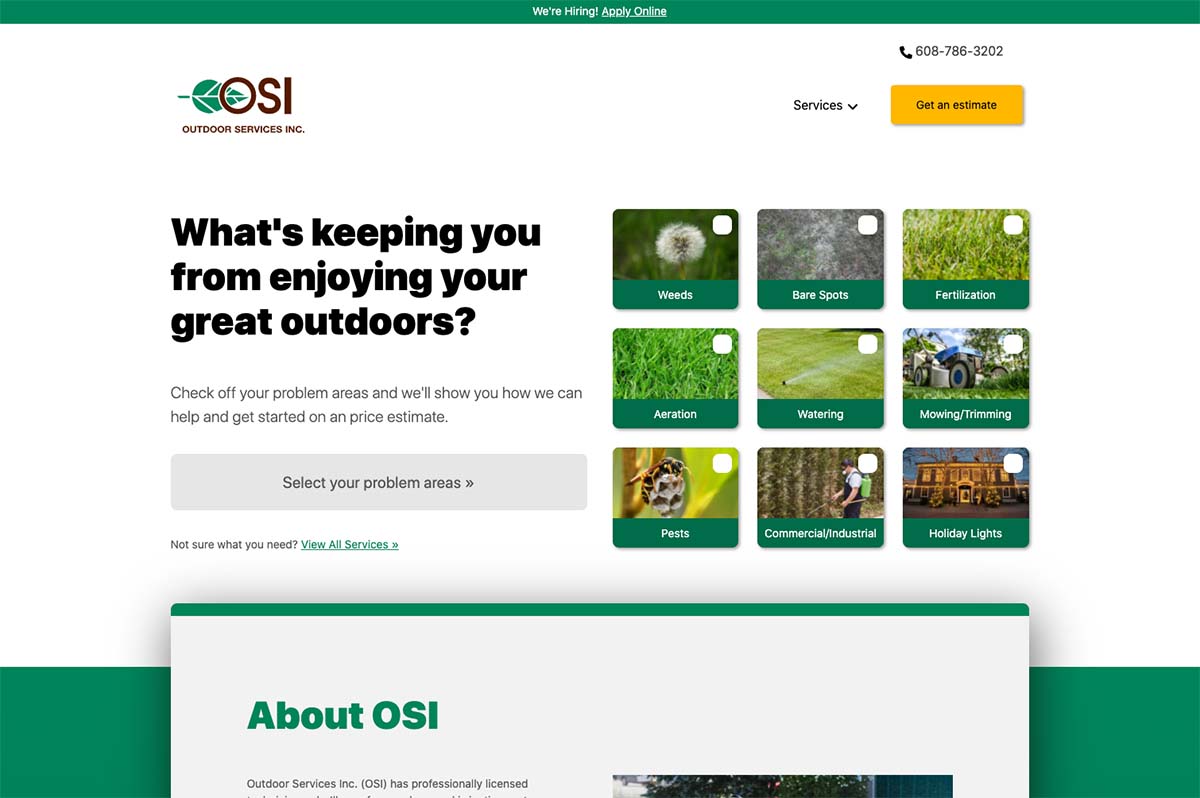 We're Hiring! Apply Online
608-786-3202
OSI
OUTDOOR SERVICES INC.
Services
Get an estimate
What's keeping you
from enjoying your
great outdoors?
Check off your problem areas and we'll show you how we can
help and get started on an price estimate.
Select your problem areas »
Not sure what you need? View All Services »
Weeds
Bare Spots
Fertilization
Aeration
Watering
Mowing/Trimming
Pests
Commercial/Industrial
Holiday Lights
About OSI
Outdoor Services Inc. (OSI) has professionally licensed